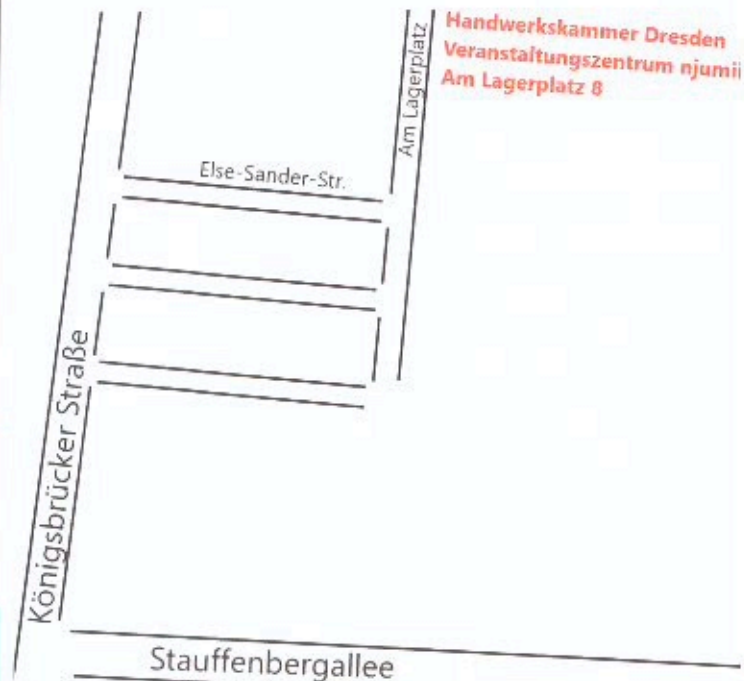 Handwerkskammer Dresden
Veranstaltungszentrum njumii
Am Lagerplatz 8
Am Lagerplatz
Else-Sander-Str.
Königsbrücker Straße
Stauffenbergallee